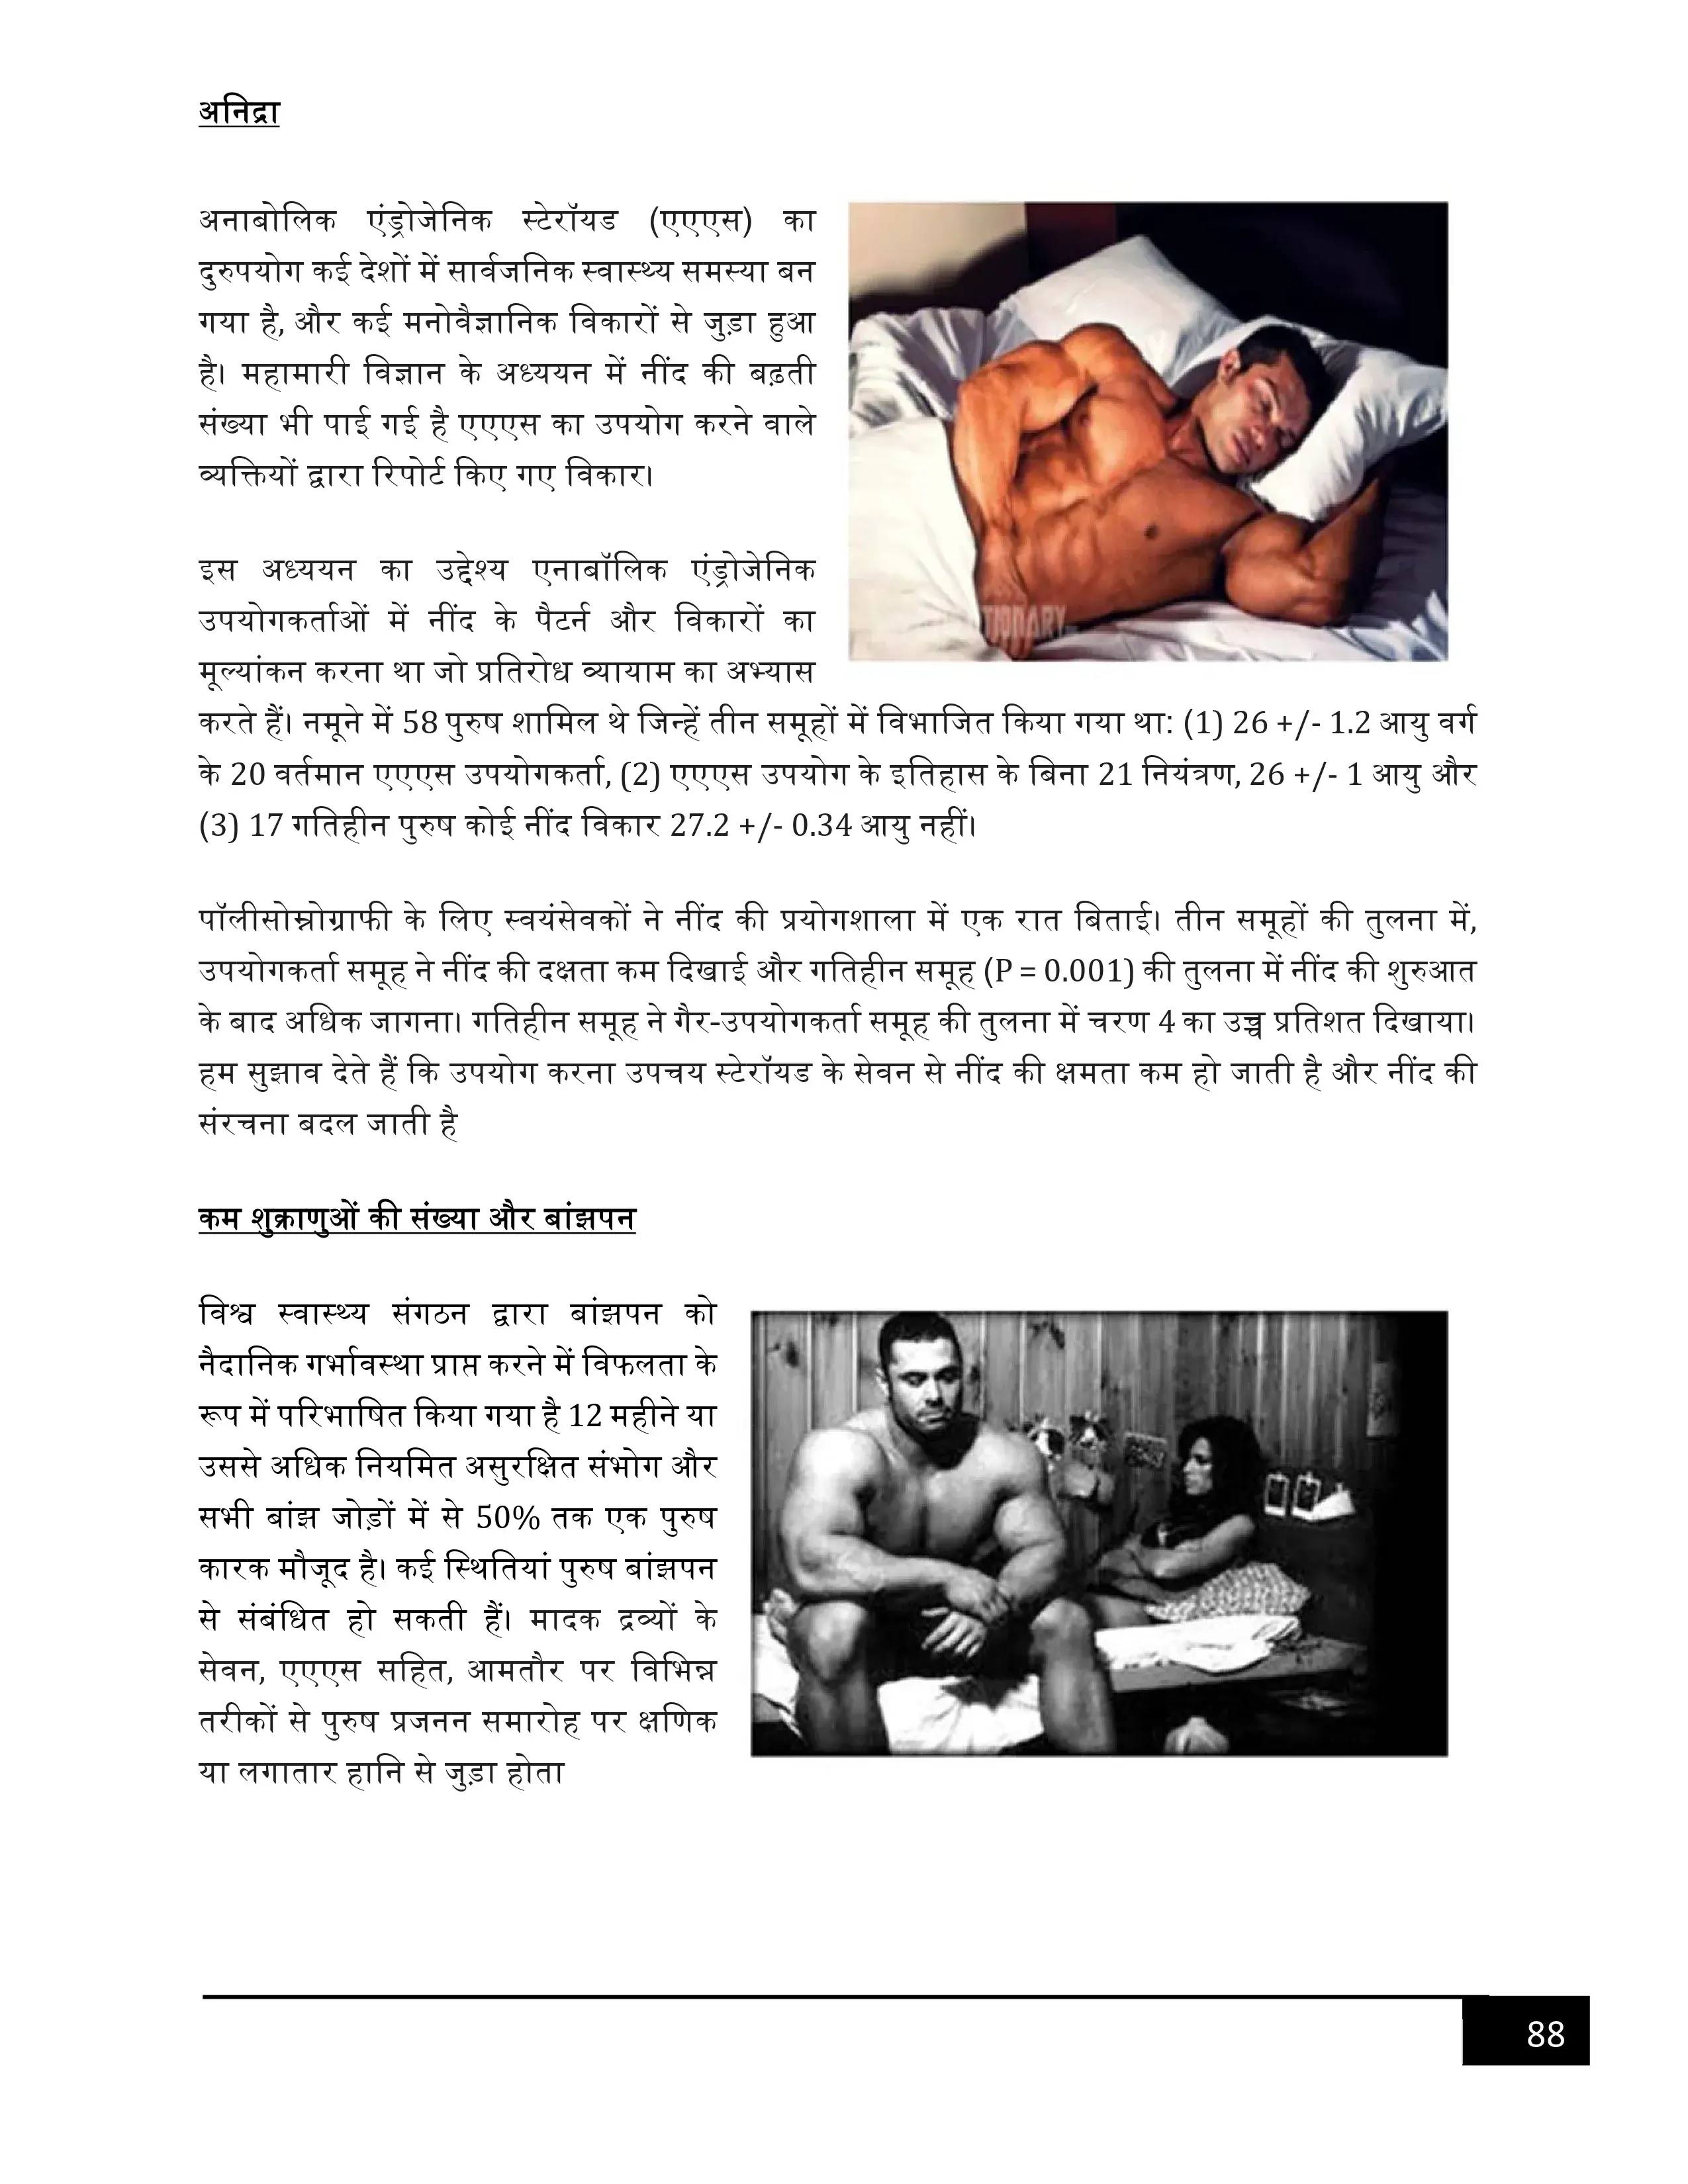 अनिद्रा
अनाबोलिक एंड्रोजेनिक स्टेरॉयड (एएएस) का
दुरुपयोग कई देशों में सार्वजनिक स्वास्थ्य समस्या बन
गया है, और कई मनोवैज्ञानिक विकारों से जुड़ा हुआ
है। महामारी विज्ञान के अध्ययन में नींद की बढ़ती
संख्या भी पाई गई है एएएस का उपयोग करने वाले
व्यक्तियों द्वारा रिपोर्ट किए गए विकार।
TIONARY
इस अध्ययन का उद्देश्य एनाबॉलिक एंड्रोजेनिक
उपयोगकर्ताओं में नींद के पैटर्न और विकारों का
मूल्यांकन करना था जो प्रतिरोध व्यायाम का अभ्यास
करते हैं। नमूने में 58 पुरुष शामिल थे जिन्हें तीन समूहों में विभाजित किया गया था: (1) 26 +/- 1.2 आयु वर्ग
के 20 वर्तमान एएएस उपयोगकर्ता, (2) एएएस उपयोग के इतिहास के बिना 21 नियंत्रण, 26 +/- 1 आयु और
(3) 17 गतिहीन पुरुष कोई नींद विकार 27.2 +/- 0.34 आयु नहीं।
पॉलीसोम्नोग्राफी के लिए स्वयंसेवकों ने नींद की प्रयोगशाला में एक रात बिताई। तीन समूहों की तुलना में,
उपयोगकर्ता समूह ने नींद की दक्षता कम दिखाई और गतिहीन समूह (P = 0.001) की तुलना में नींद की शुरुआत
के बाद अधिक जागना। गतिहीन समूह ने गैर-उपयोगकर्ता समूह की तुलना में चरण 4 का उच्च प्रतिशत दिखाया।
हम सुझाव देते हैं कि उपयोग करना उपचय स्टेरॉयड के सेवन से नींद की क्षमता कम हो जाती है और नींद की
संरचना बदल जाती है
कम शुक्राणुओं की संख्या और बांझपन
विश्व स्वास्थ्य संगठन द्वारा बांझपन को
नैदानिक गर्भावस्था प्राप्त करने में विफलता के
रूप में परिभाषित किया गया है 12 महीने या
उससे अधिक नियमित असुरक्षित संभोग और
सभी बांझ जोड़ों में से 50% तक एक पुरुष
कारक मौजूद है। कई स्थितियां पुरुष बांझपन
से संबंधित हो सकती हैं। मादक द्रव्यों के
सेवन, एएएस सहित, आमतौर पर विभिन्न
तरीकों से पुरुष प्रजनन समारोह पर क्षणिक
या लगातार हानि से जुड़ा होता
88